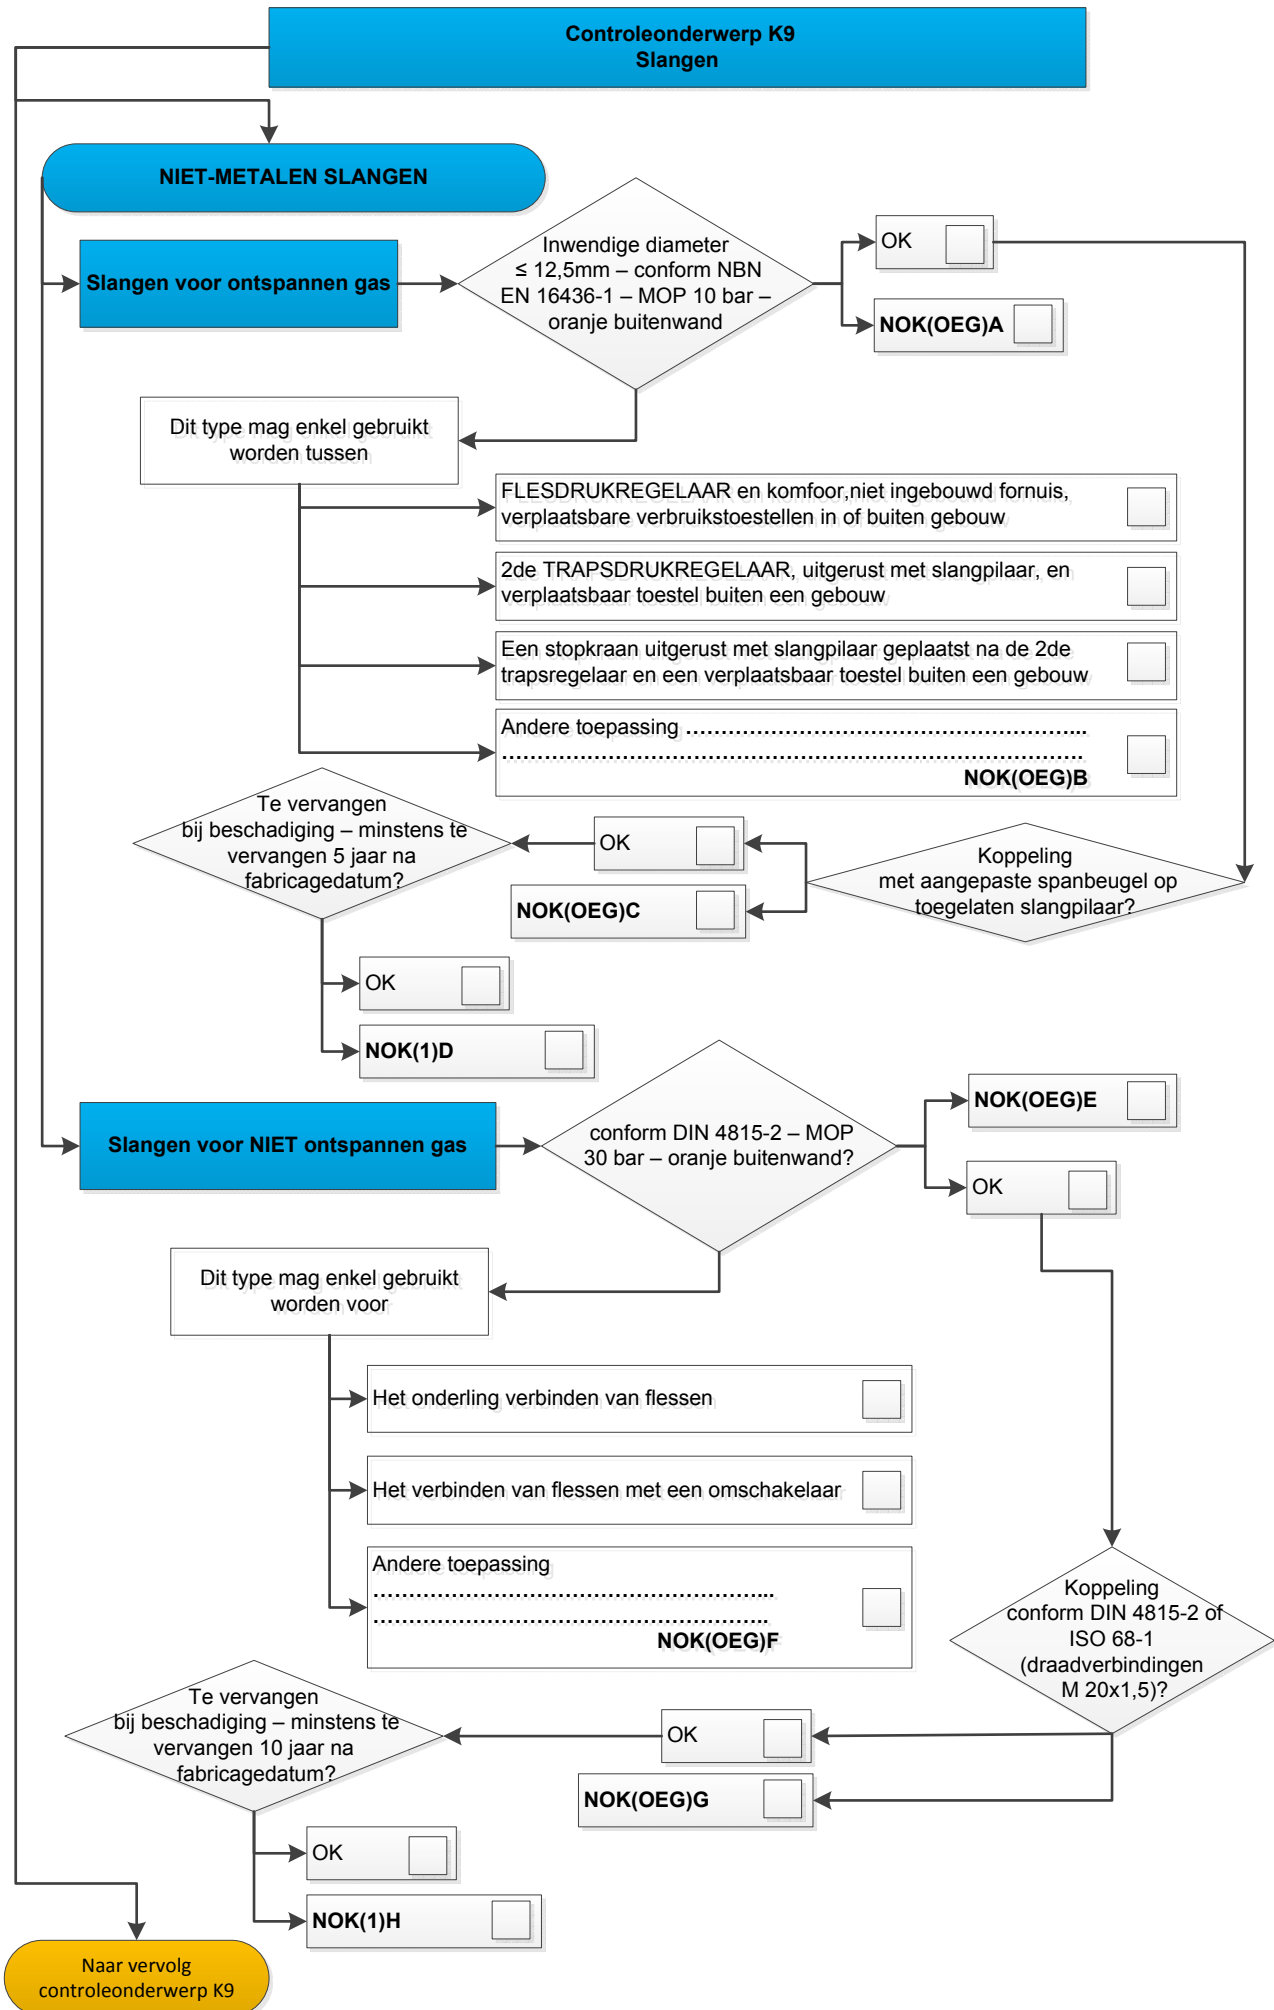 Controleonderwerp K9
Slangen
NIET-METALEN SLANGEN
Slangen voor ontspannen gas
Inwendige diameter
≤ 12,5mm – conform NBN
EN 16436-1 – MOP 10 bar –
oranje buitenwand
OK
NOK(OEG)A
Dit type mag enkel gebruikt
worden tussen
FLESDRUKREGELAAR en komfoor,niet ingebouwd fornuis,
verplaatsbare verbruikstoestellen in of buiten gebouw
2de TRAPSDRUKREGELAAR, uitgerust met slangpilaar, en
verplaatsbaar toestel buiten een gebouw
Een stopkraan uitgerust met slangpilaar geplaatst na de 2de
trapsregelaar en een verplaatsbaar toestel buiten een gebouw
Andere toepassing ……………………………………………...
……………………………………………………………………….
NOK(OEG)B
Te vervangen
bij beschadiging – minstens te
vervangen 5 jaar na
fabricagedatum?
OK
NOK(OEG)C
Koppeling
met aangepaste spanbeugel op
toegelaten slangpilaar?
OK
NOK(1)D
Slangen voor NIET ontspannen gas
conform DIN 4815-2 – MOP
30 bar – oranje buitenwand?
NOK(OEG)E
OK
Dit type mag enkel gebruikt
worden voor
Het onderling verbinden van flessen
Het verbinden van flessen met een omschakelaar
Andere toepassing
………………………………………………...
……………………………………………….
NOK(OEG)F
Koppeling
conform DIN 4815-2 of
ISO 68-1
(draadverbindingen
M 20x1,5)?
Te vervangen
bij beschadiging – minstens te
vervangen 10 jaar na
fabricagedatum?
OK
NOK(OEG)G
OK
NOK(1)H
Naar vervolg
controleonderwerp K9